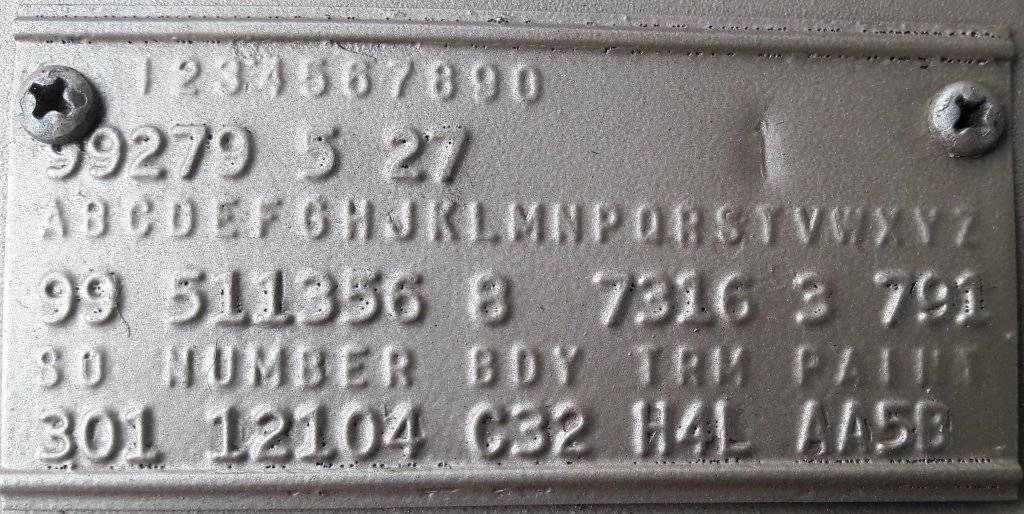 1234567890
99279 5 27
ABCDEFGHJKLMNPQRSTVWXYZ
99 511356 8 7316 3 791
SO NUMBER BDY TRM PAINT
301 12104 C32 H4L AA5B